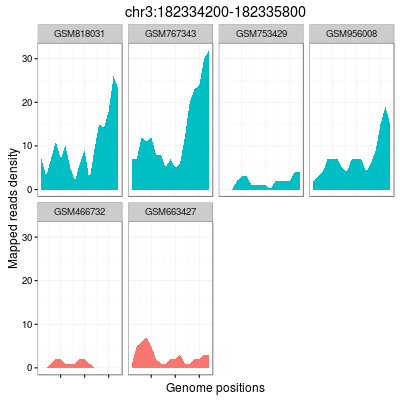 chr3:182334200-182335800
GSM818031 GSM767343 GSM753429 GSM956008
30
20
10
0
GSM466732 GSM663427
30
20
10
0
Mapped reads density
Genome positions